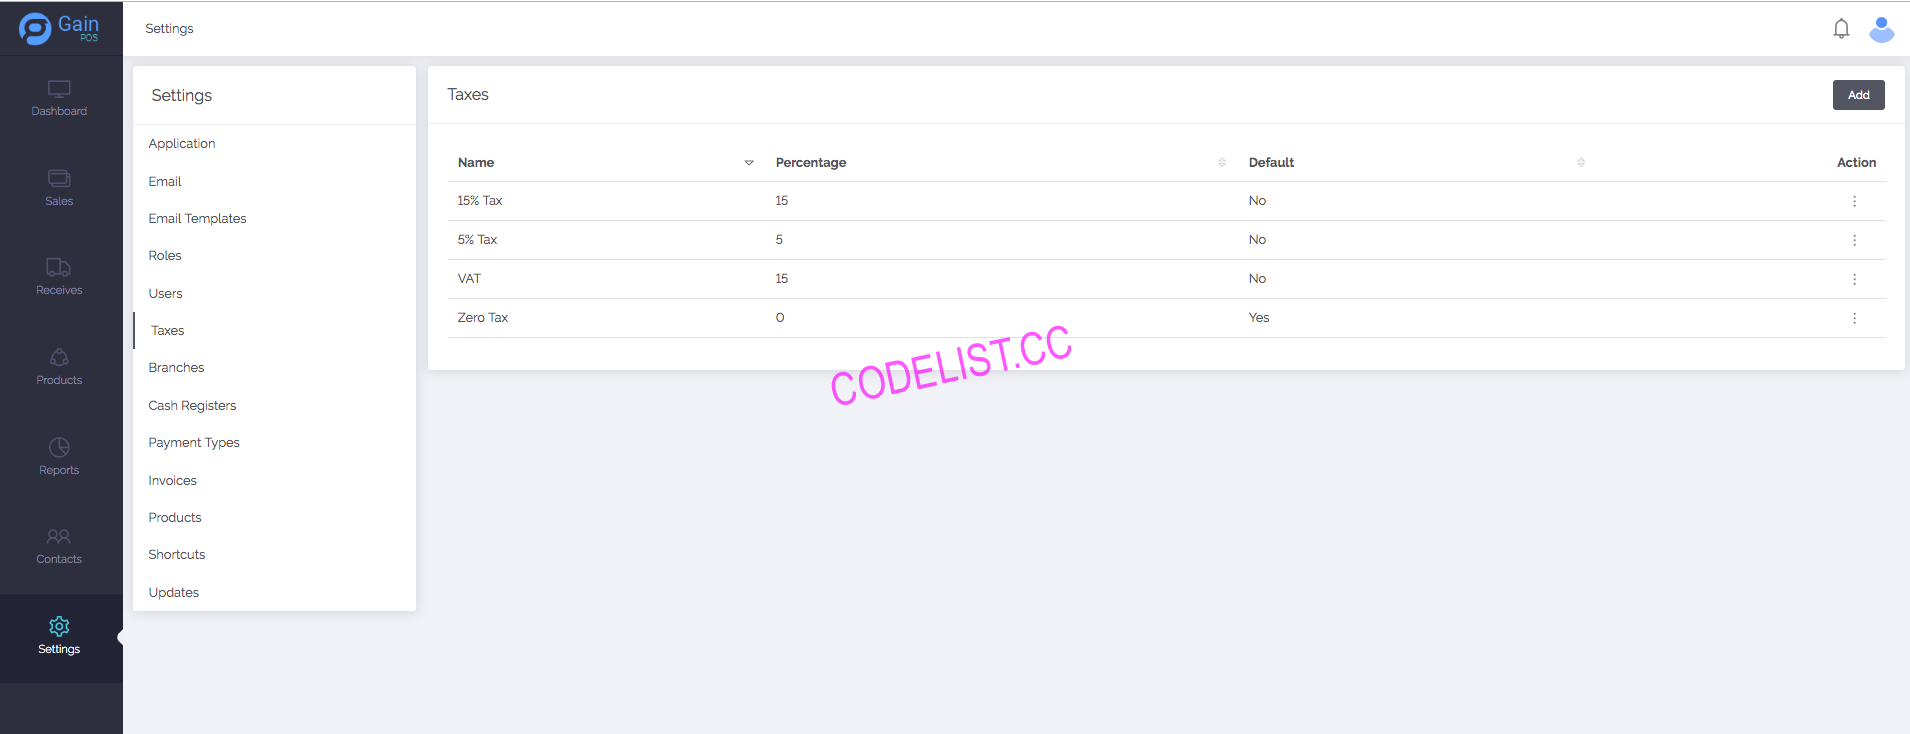 Gain
POS
Settings
Dashboard
Sales
Receives
Products
Reports
Contacts
Settings
Settings
Application
Email
Email Templates
Roles
Users
Taxes
Branches
Cash Registers
Payment Types
Invoices
Products
Shortcuts
Updates
Taxes
Add
Name Percentage Default Action
15% Tax 15 No
5% Tax 5 No
VAT 15 No
Zero Tax 0 Yes
CODELIST.CC